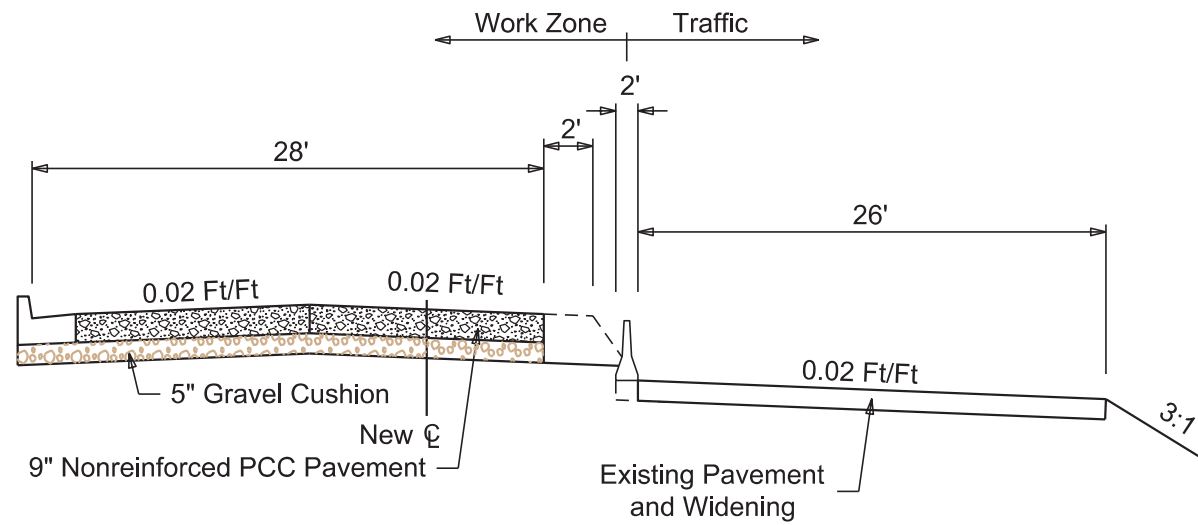 Work Zone
Traffic
2'
2'
28'
26'
0.02 Ft/Ft
0.02 Ft/Ft
0.02 Ft/Ft
5" Gravel Cushion
3:1
New ℄
9" Nonreinforced PCC Pavement
Existing Pavement
and Widening